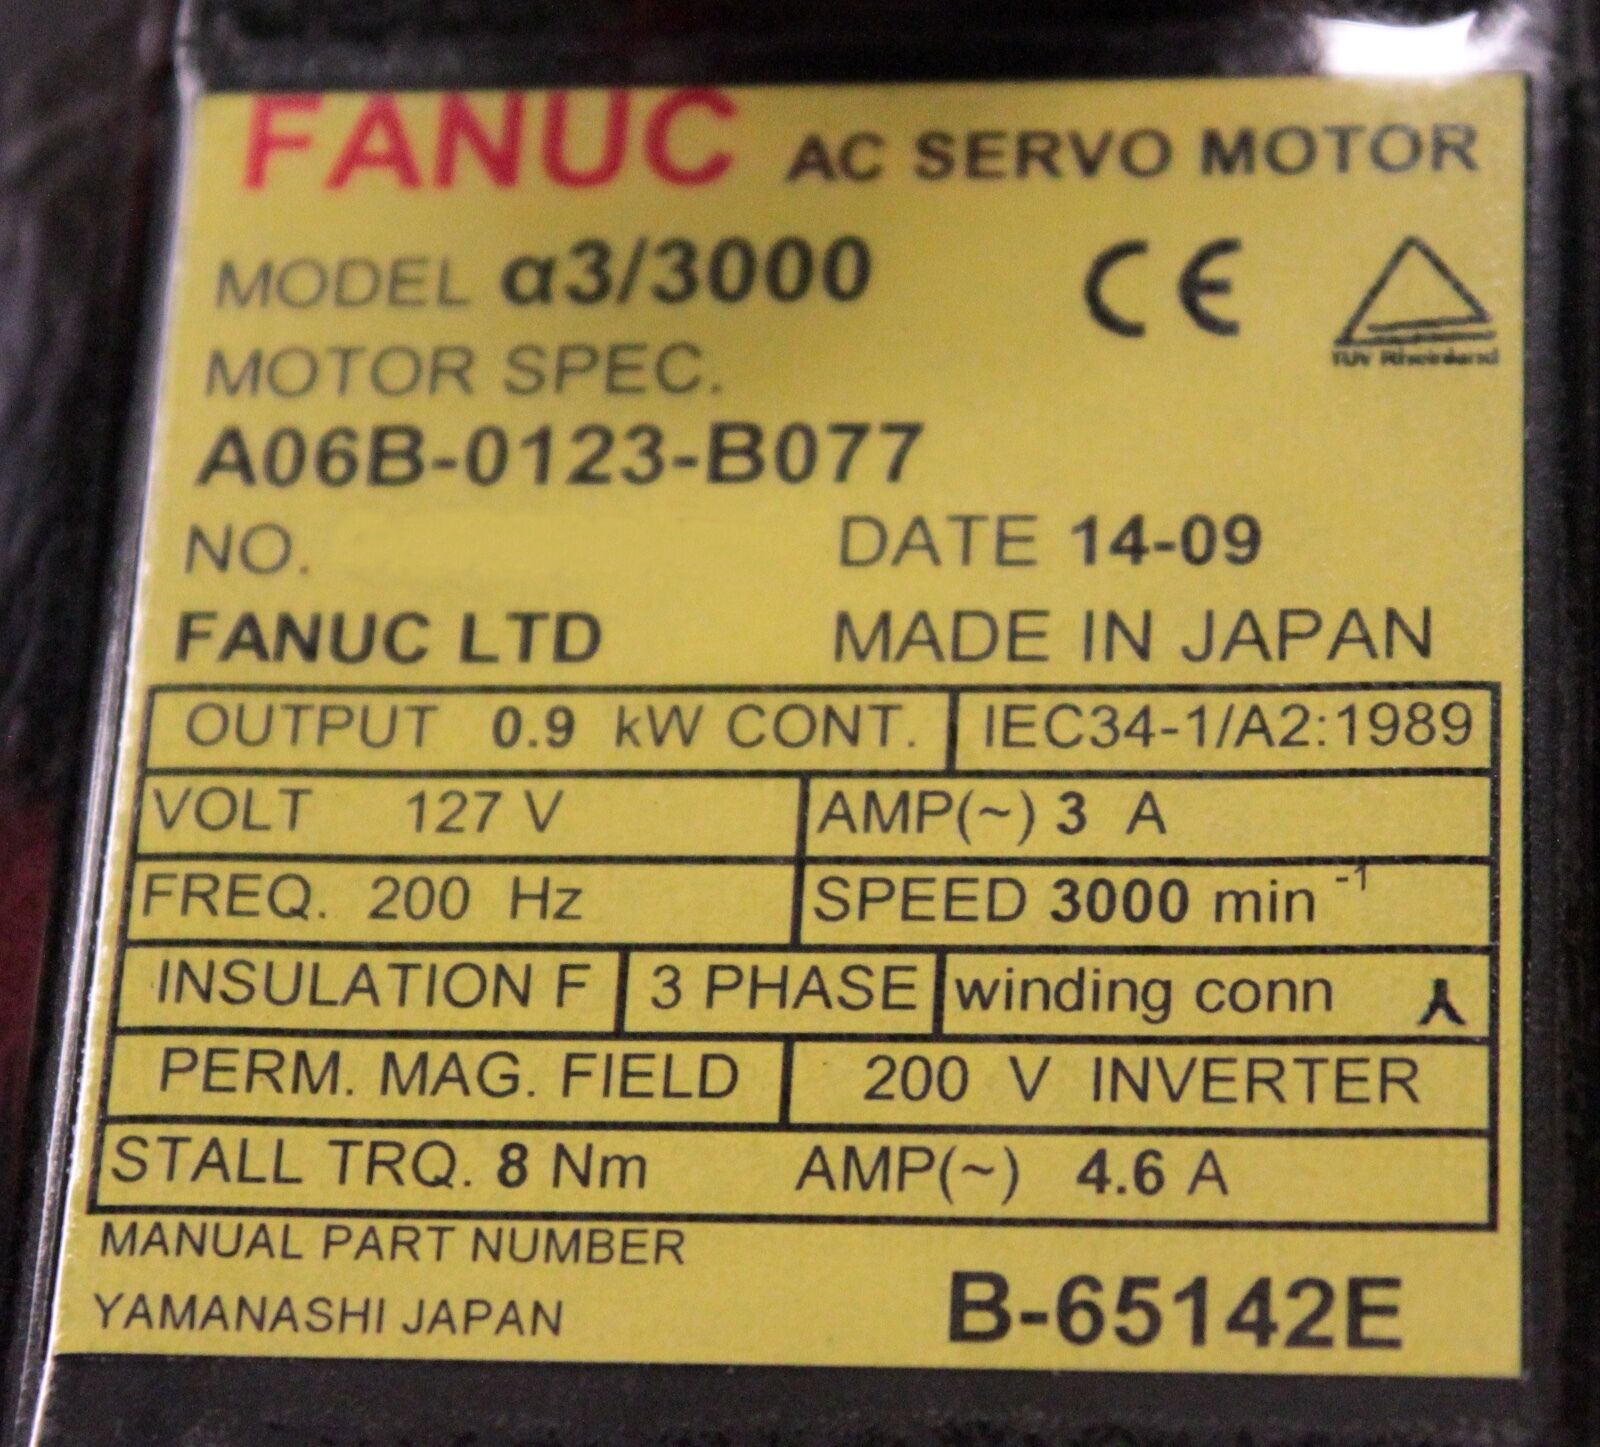 FANUC AC SERVO MOTOR
MODEL α3/3000 CE
TUV Rheinland
MOTOR SPEC.
A06B-0123-B077
NO. DATE 14-09
FANUC LTD MADE IN JAPAN
OUTPUT 0.9 kW CONT. IEC34-1/A2:1989
VOLT 127 V AMP(~) 3 A
FREQ. 200 Hz SPEED 3000 min⁻¹
INSULATION F 3 PHASE winding conn
PERM. MAG. FIELD 200 V INVERTER
STALL TRQ. 8 Nm AMP(~) 4.6 A
MANUAL PART NUMBER
YAMANASHI JAPAN B-65142E